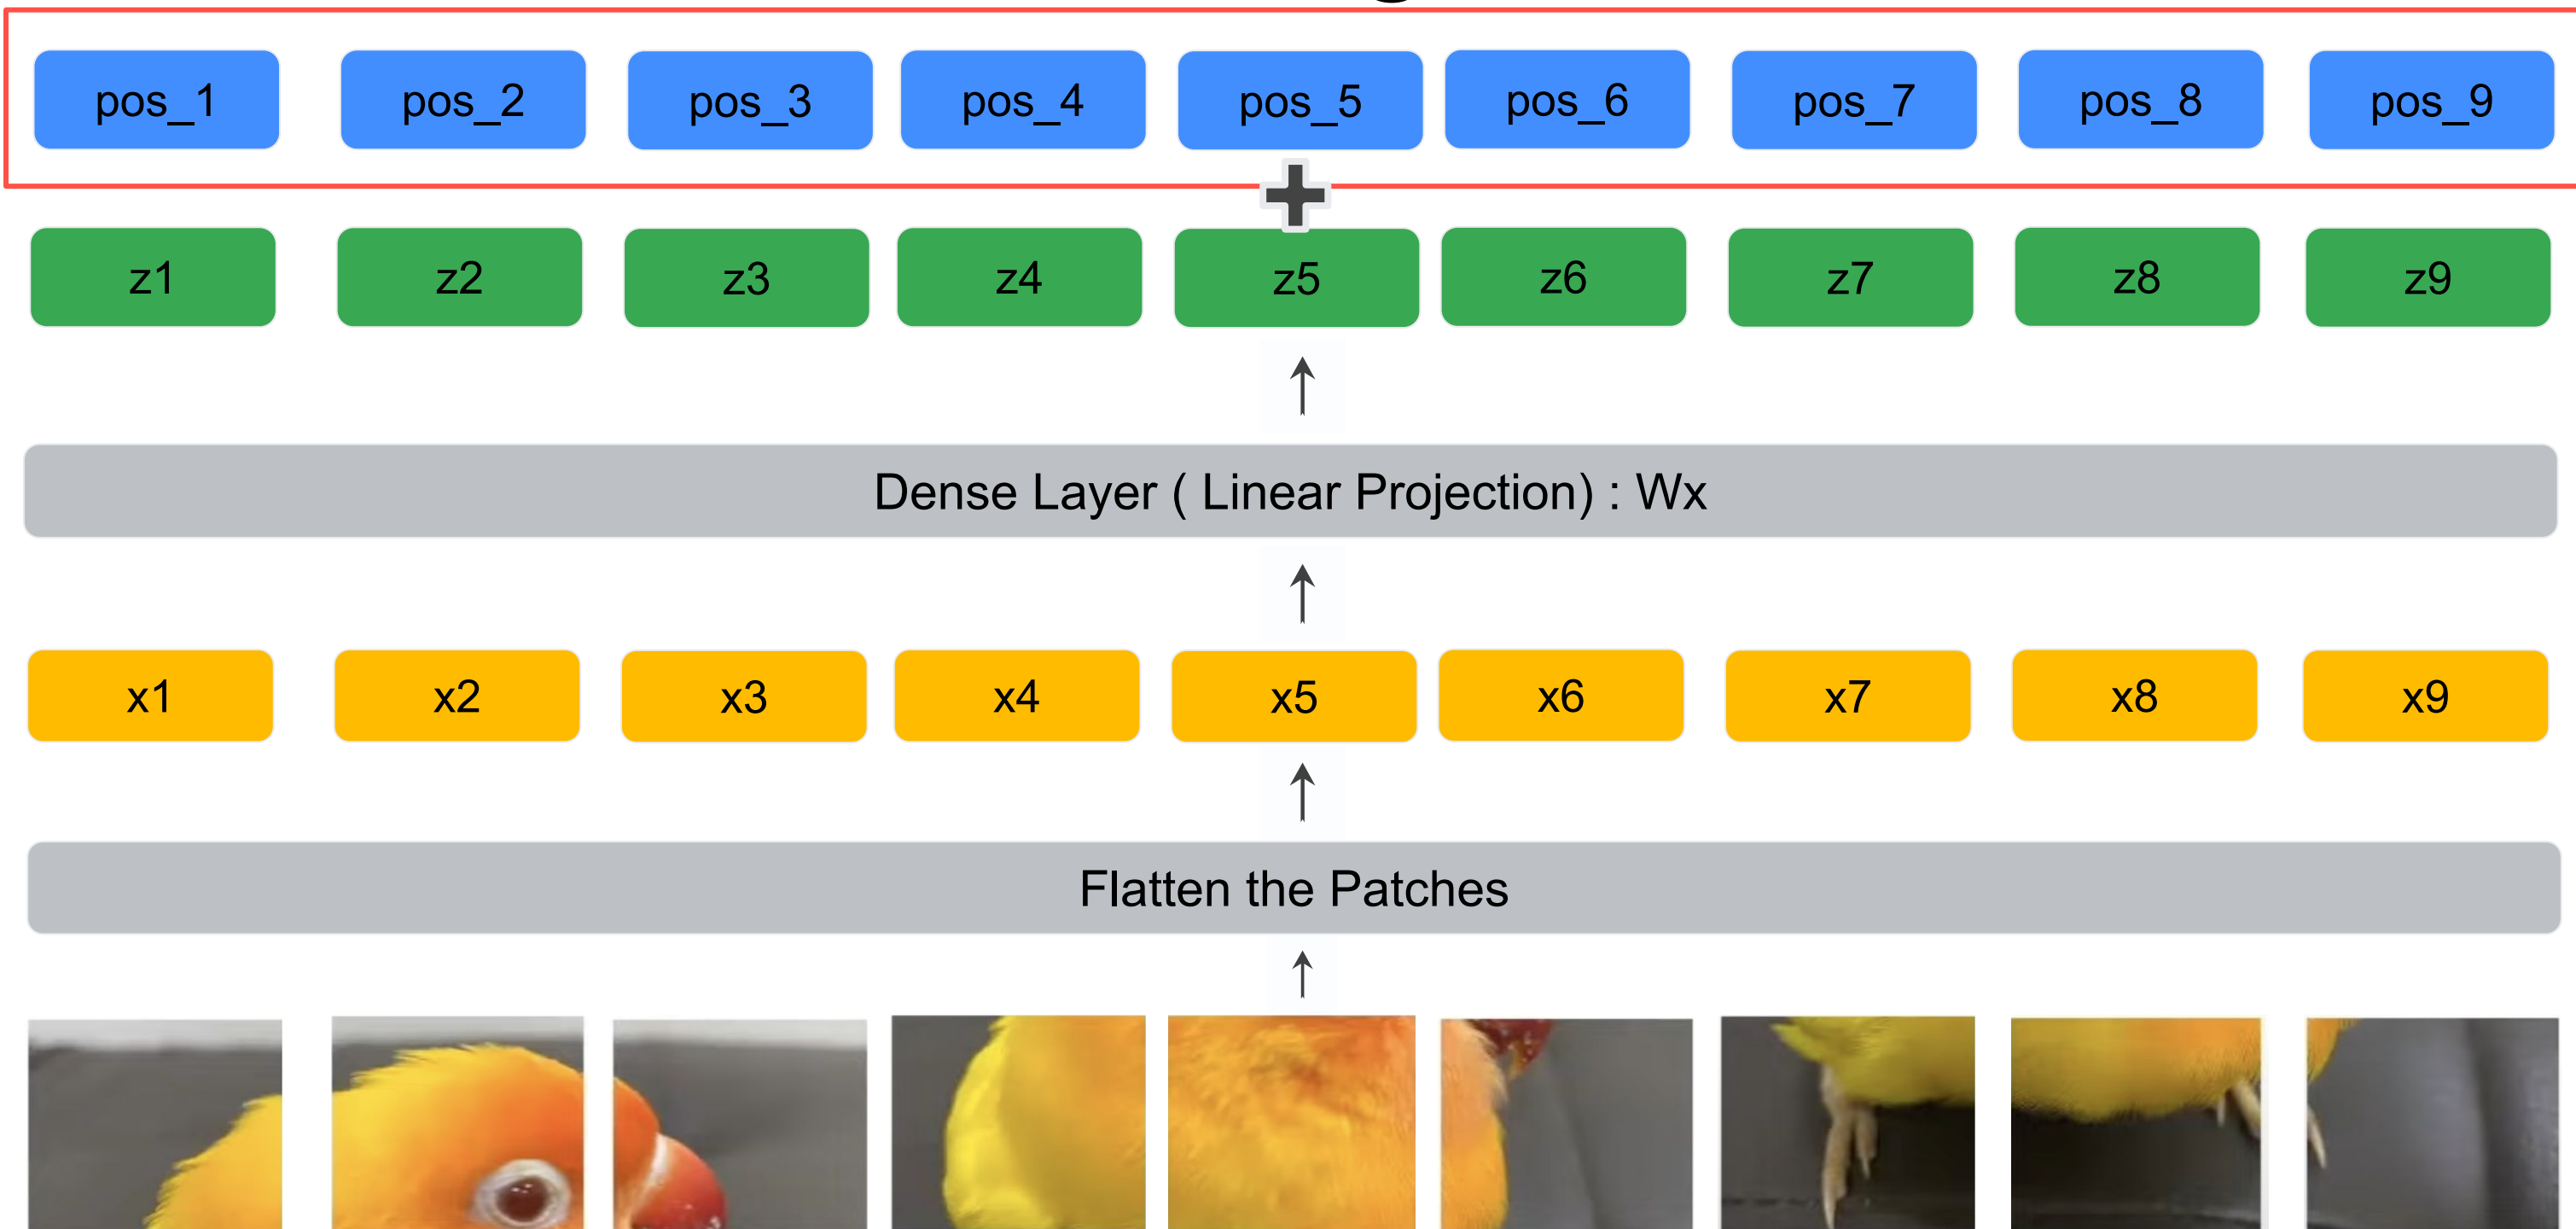 pos_1 pos_2 pos_3 pos_4 pos_5 pos_6 pos_7 pos_8 pos_9
z1 z2 z3 z4 z5 z6 z7 z8 z9
Dense Layer ( Linear Projection) : Wx
x1 x2 x3 x4 x5 x6 x7 x8 x9
Flatten the Patches